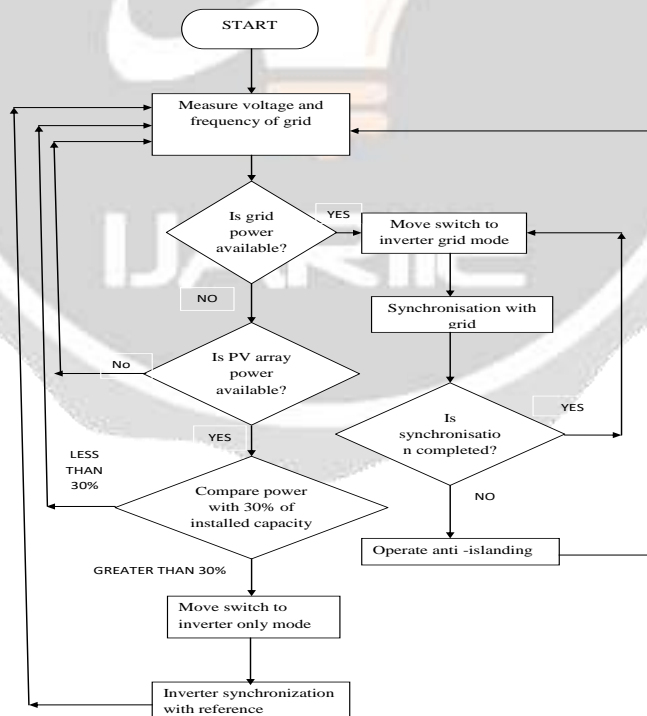 START
Measure voltage and
frequency of grid
Is grid
power
available?
YES
Move switch to
inverter grid mode
NO
Synchronisation with
grid
Is PV array
power
available?
No
YES
Is
synchronisatio
n completed?
YES
NO
LESS
THAN
30%
Compare power
with 30% of
installed capacity
Operate anti -islanding
GREATER THAN 30%
Move switch to
inverter only mode
Inverter synchronization
with reference
IJARIIE